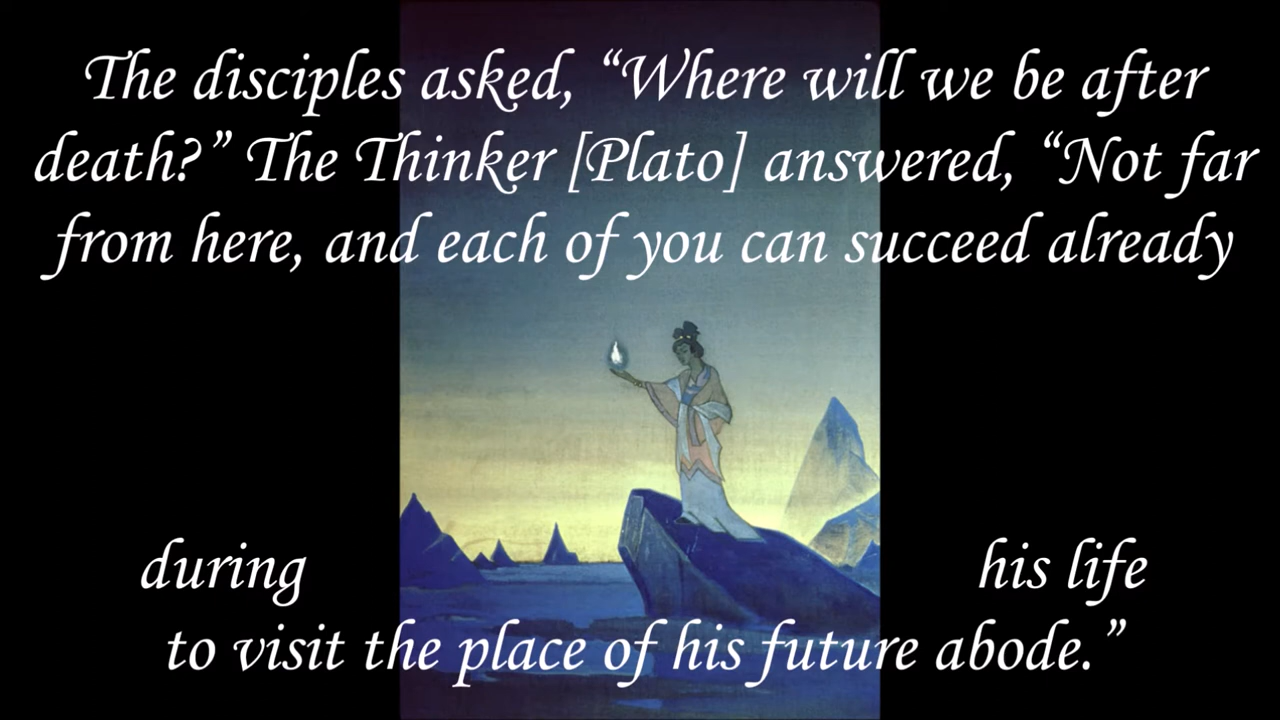 The disciples asked, “Where will we be after
death?” The Thinker [Plato] answered, “Not far
from here, and each of you can succeed already
during his life
to visit the place of his future abode.”